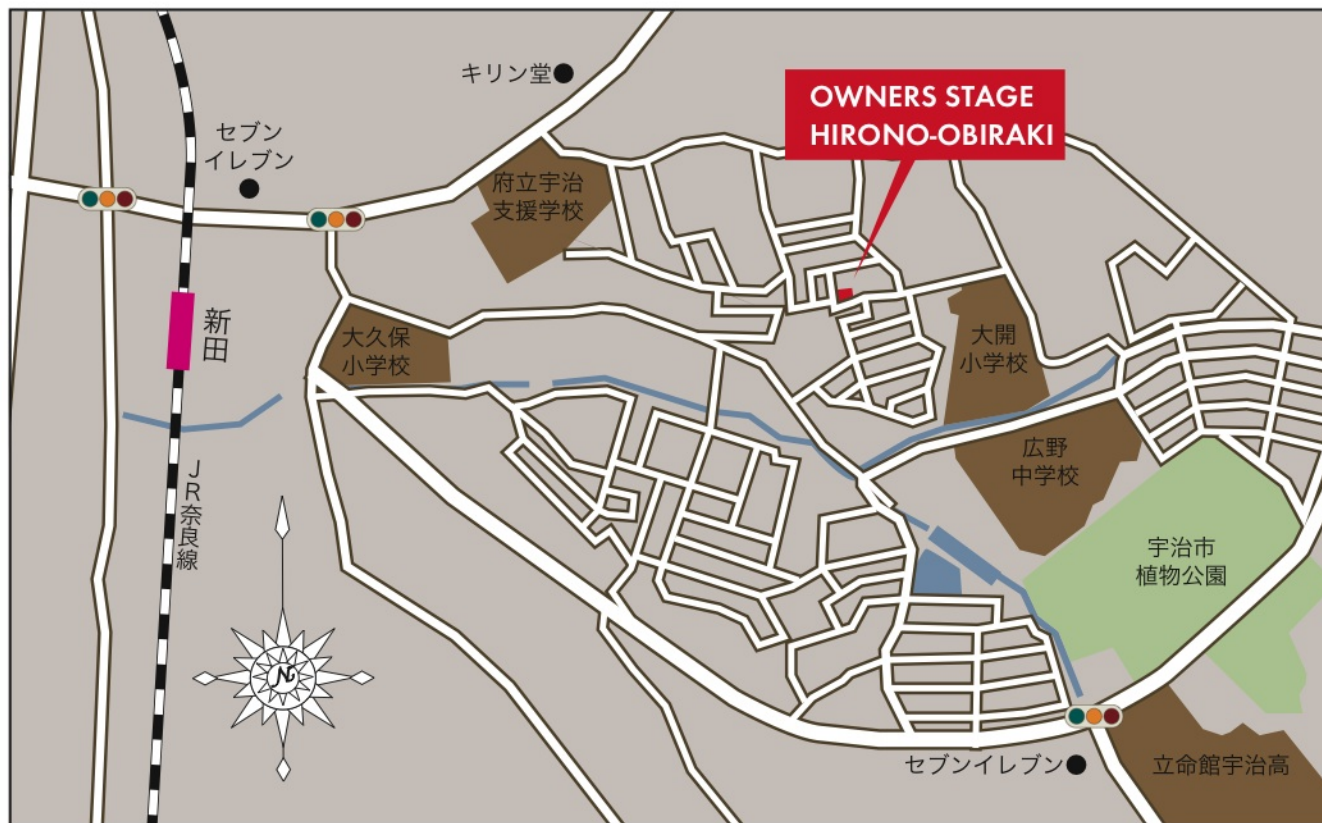 キリン堂
OWNERS STAGE
HIRONO-OBIRAKI
セブン
イレブン
府立宇治
支援学校
新田
大久保
小学校
大開
小学校
広野
中学校
JR奈良線
宇治市
植物公園
N
セブンイレブン
立命館宇治高